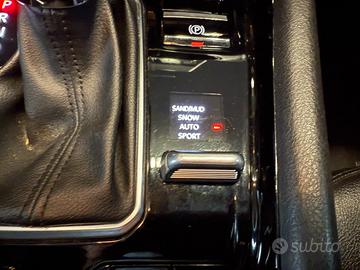 P
R
N
(P)
SAND/MUD
SNOW
AUTO
SPORT
subito